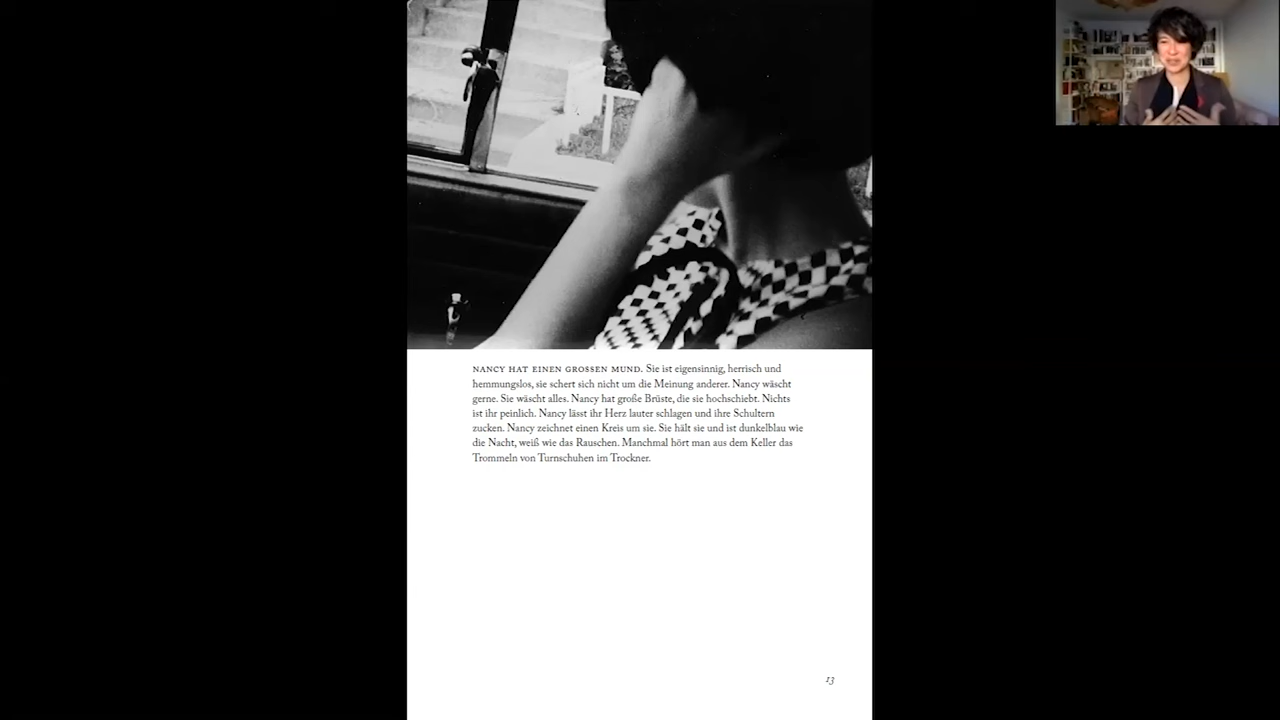 NANCY HAT EINEN GROSSEN MUND. Sie ist eigensinnig, herrisch und
hemmungslos, sie schert sich nicht um die Meinung anderer. Nancy wäscht
gerne. Sie wäscht alles. Nancy hat große Brüste, die sie hochschiebt. Nichts
ist ihr peinlich. Nancy lässt ihr Herz lauter schlagen und ihre Schultern
zucken. Nancy zeichnet einen Kreis um sie. Sie hält sie und ist dunkelblau wie
die Nacht, weiß wie das Rauschen. Manchmal hört man aus dem Keller das
Trommeln von Turnschuhen im Trockner.
13